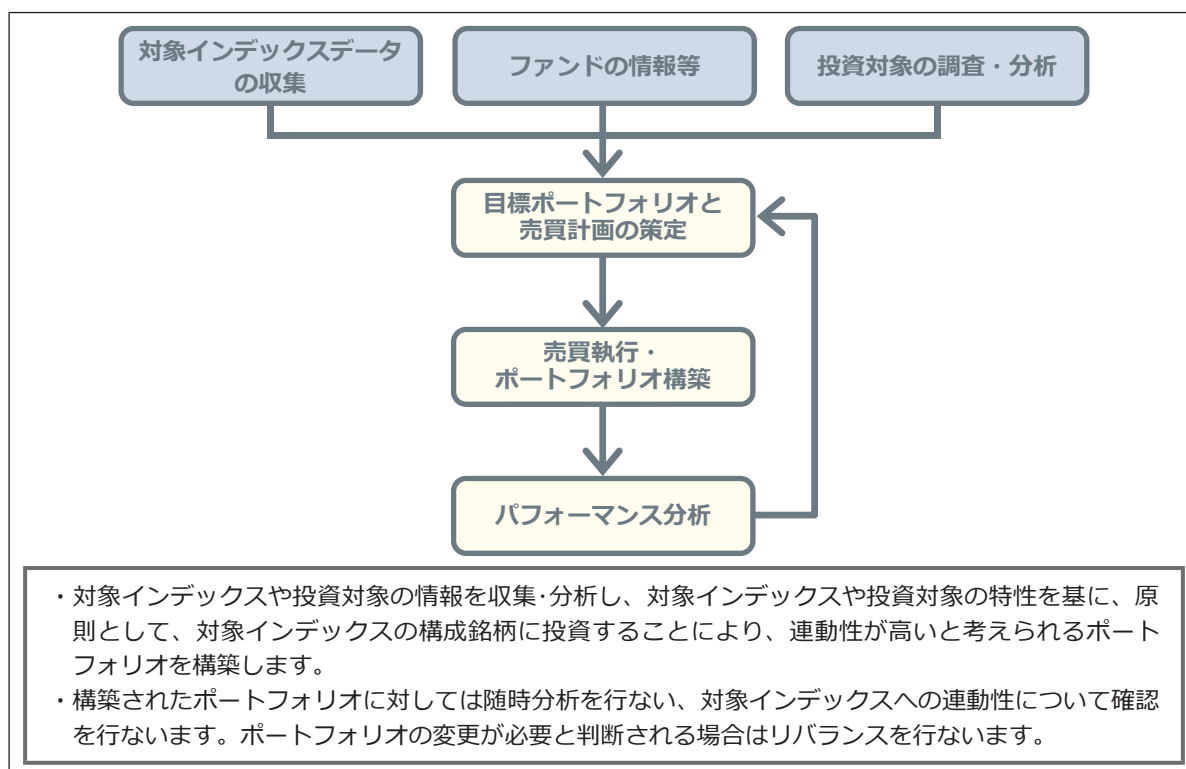 対象インデックスデータ
の収集
ファンドの情報等
投資対象の調査・分析
目標ポートフォリオと
売買計画の策定
売買執行・
ポートフォリオ構築
パフォーマンス分析
・対象インデックスや投資対象の情報を収集・分析し、対象インデックスや投資対象の特性を基に、原
則として、対象インデックスの構成銘柄に投資することにより、連動性が高いと考えられるポート
フォリオを構築します。
・構築されたポートフォリオに対しては随時分析を行ない、対象インデックスへの連動性について確認
を行ないます。ポートフォリオの変更が必要と判断される場合はリバランスを行ないます。